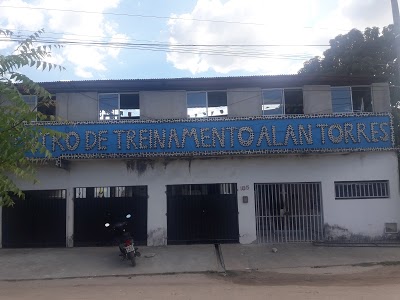 TRO DE TREINAMENTO ALAN TORRES